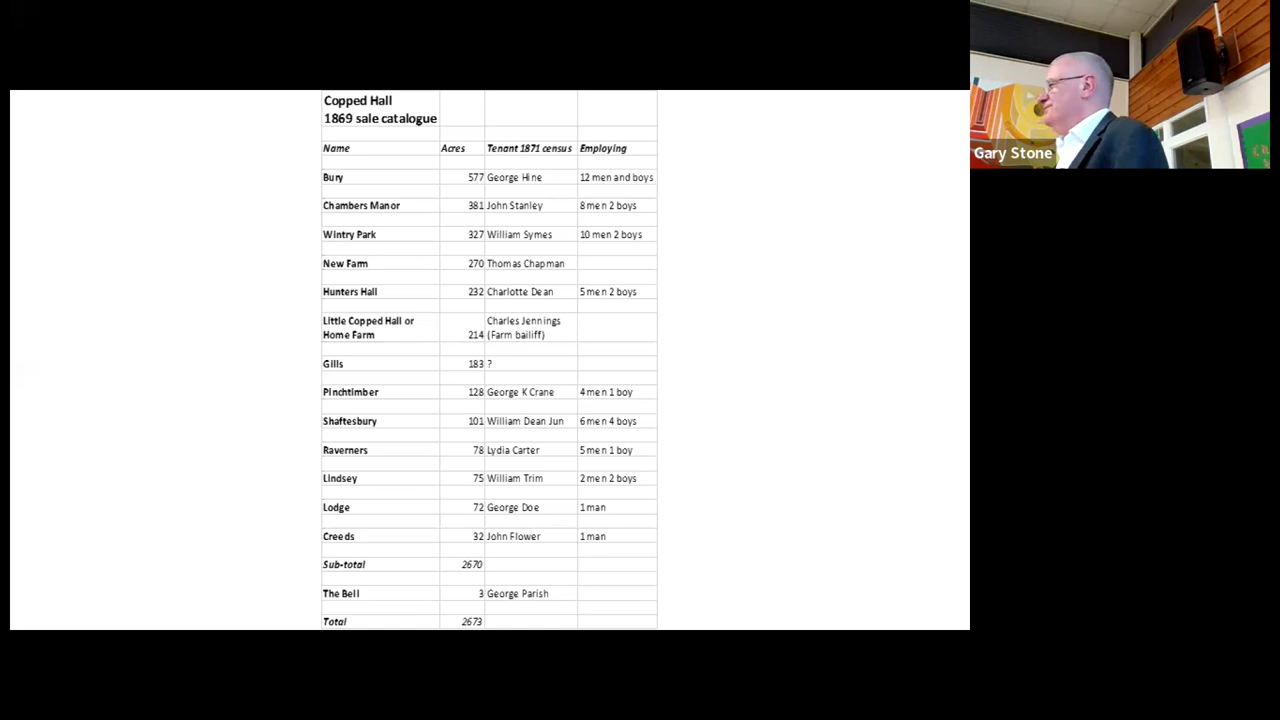 Copped Hall
1869 sale catalogue
Name Acres Tenant 1871 census Employing
Bury 577 George Hine 12 men and boys
Chambers Manor 381 John Stanley 8 men 2 boys
Wintry Park 327 William Symes 10 men 2 boys
New Farm 270 Thomas Chapman
Hunters Hall 232 Charlotte Dean 5 men 2 boys
Little Copped Hall or Charles Jennings
Home Farm 214 (Farm bailiff)
Gills 183 ?
Pinchtimber 128 George K Crane 4 men 1 boy
Shaftesbury 101 William Dean Jun 6 men 4 boys
Raverners 78 Lydia Carter 5 men 1 boy
Lindsey 75 William Trim 2 men 2 boys
Lodge 72 George Doe 1 man
Creeds 32 John Flower 1 man
Sub-total 2670
The Bell 3 George Parish
Total 2673
Gary Stone